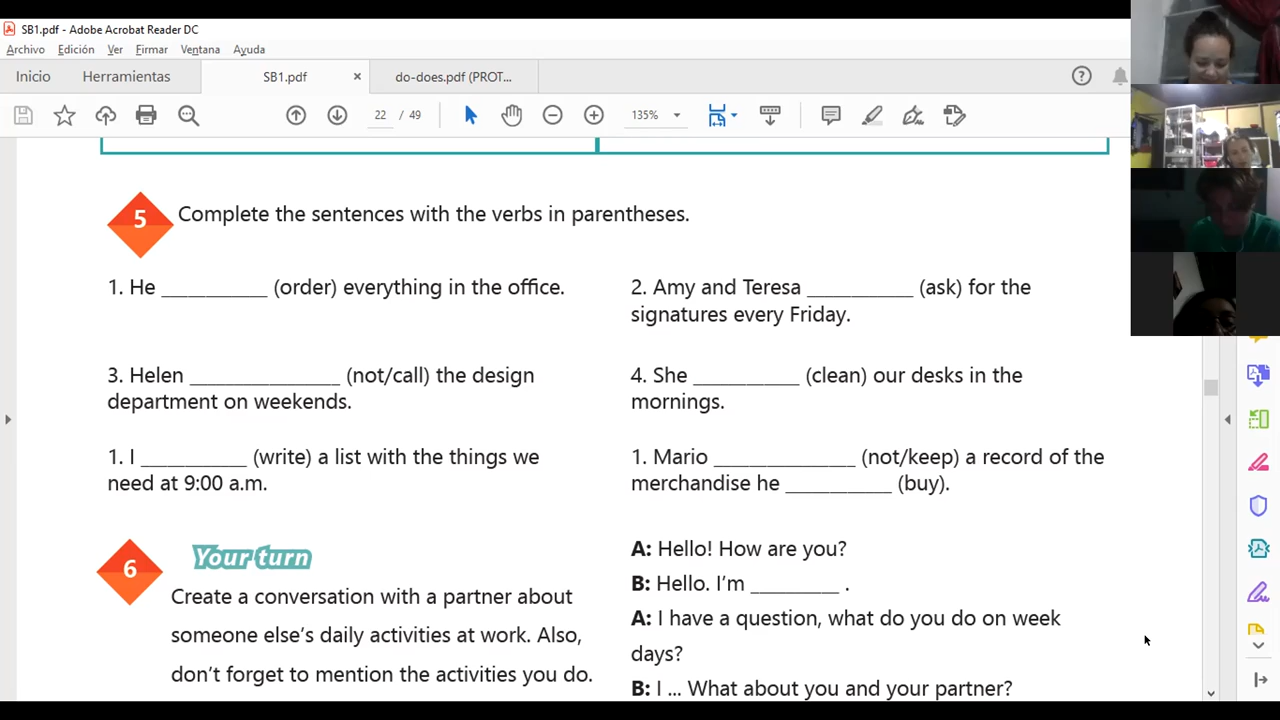 SB1.pdf - Adobe Acrobat Reader DC
Archivo Edición Ver Firmar Ventana Ayuda
Inicio Herramientas SB1.pdf × do-does.pdf (PROT...
22 / 49 135%
5 Complete the sentences with the verbs in parentheses.
1. He __________ (order) everything in the office.
2. Amy and Teresa __________ (ask) for the
signatures every Friday.
3. Helen ______________ (not/call) the design
department on weekends.
4. She __________ (clean) our desks in the
mornings.
1. I __________ (write) a list with the things we
need at 9:00 a.m.
1. Mario _____________ (not/keep) a record of the
merchandise he __________ (buy).
6 Your turn
Create a conversation with a partner about
someone else's daily activities at work. Also,
don't forget to mention the activities you do.
A: Hello! How are you?
B: Hello. I'm ________ .
A: I have a question, what do you do on week
days?
B: I ... What about you and your partner?